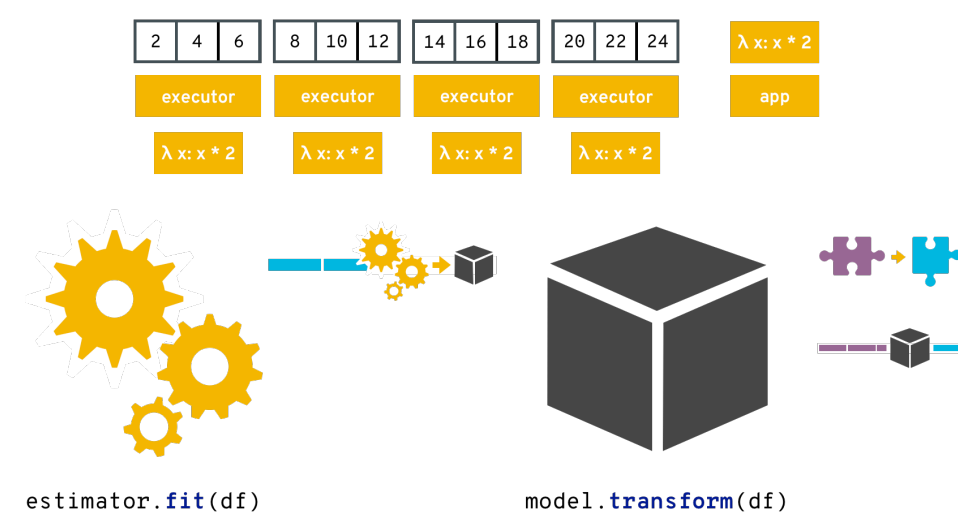 2 4 6 8 10 12 14 16 18 20 22 24 λ x: x * 2
executor executor executor executor app
λ x: x * 2 λ x: x * 2 λ x: x * 2 λ x: x * 2
estimator.fit(df) model.transform(df)